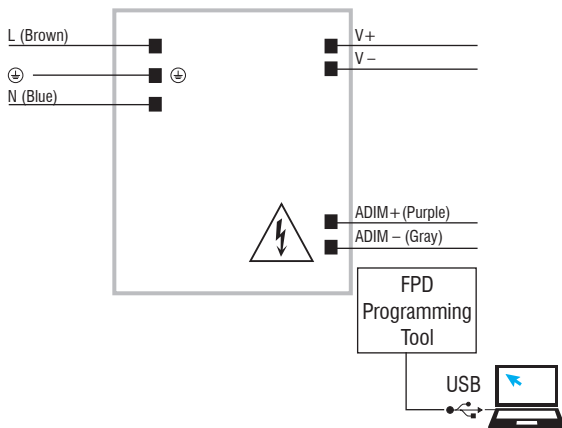 L (Brown)
N (Blue)
V+
V –
ADIM+(Purple)
ADIM – (Gray)
FPD
Programming
Tool
USB